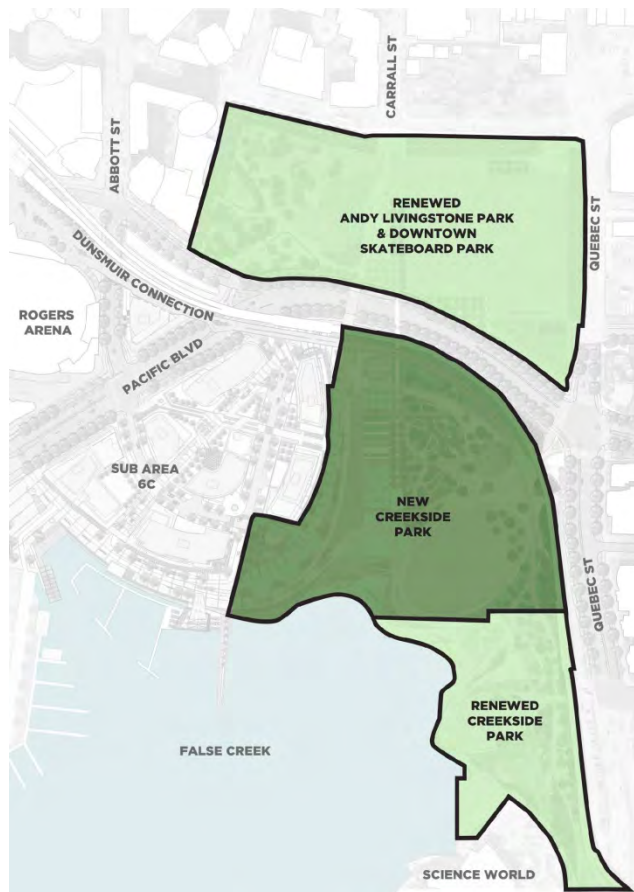 CARRALL ST
ABBOTT ST
RENEWED
ANDY LIVINGSTONE PARK
& DOWNTOWN
SKATEBOARD PARK
QUEBEC ST
DUNSMUIR CONNECTION
ROGERS
ARENA
PACIFIC BLVD
SUB AREA
6C
NEW
CREEKSIDE
PARK
QUEBEC ST
RENEWED
CREEKSIDE
PARK
FALSE CREEK
SCIENCE WORLD